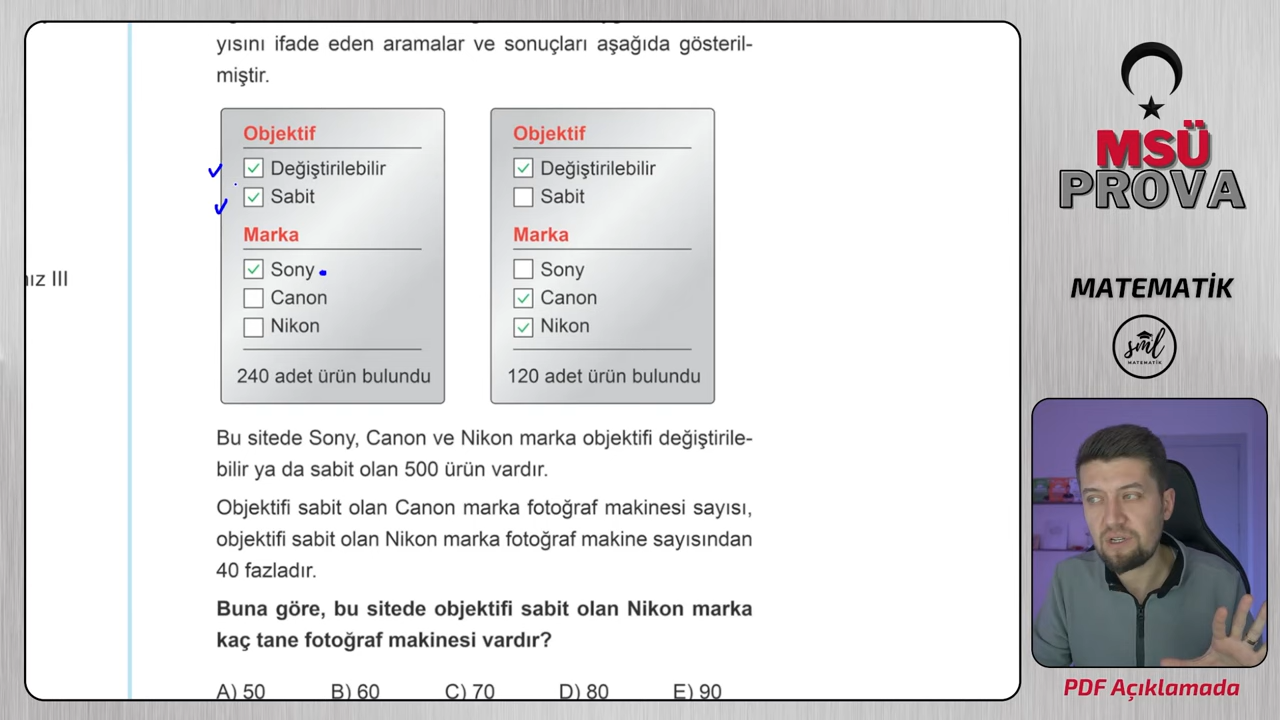 yısını ifade eden aramalar ve sonuçları aşağıda gösteril-
miştir.
Objektif
Değiştirilebilir
Sabit
Marka
Sony
Canon
Nikon
240 adet ürün bulundu
Objektif
Değiştirilebilir
Sabit
Marka
Sony
Canon
Nikon
120 adet ürün bulundu
Bu sitede Sony, Canon ve Nikon marka objektifi değiştirile-
bilir ya da sabit olan 500 ürün vardır.
Objektifi sabit olan Canon marka fotoğraf makinesi sayısı,
objektifi sabit olan Nikon marka fotoğraf makine sayısından
40 fazladır.
Buna göre, bu sitede objektifi sabit olan Nikon marka
kaç tane fotoğraf makinesi vardır?
A) 50 B) 60 C) 70 D) 80 E) 90
III
MSÜ
PROVA
MATEMATİK
sml
MATEMATİK
PDF Açıklamada